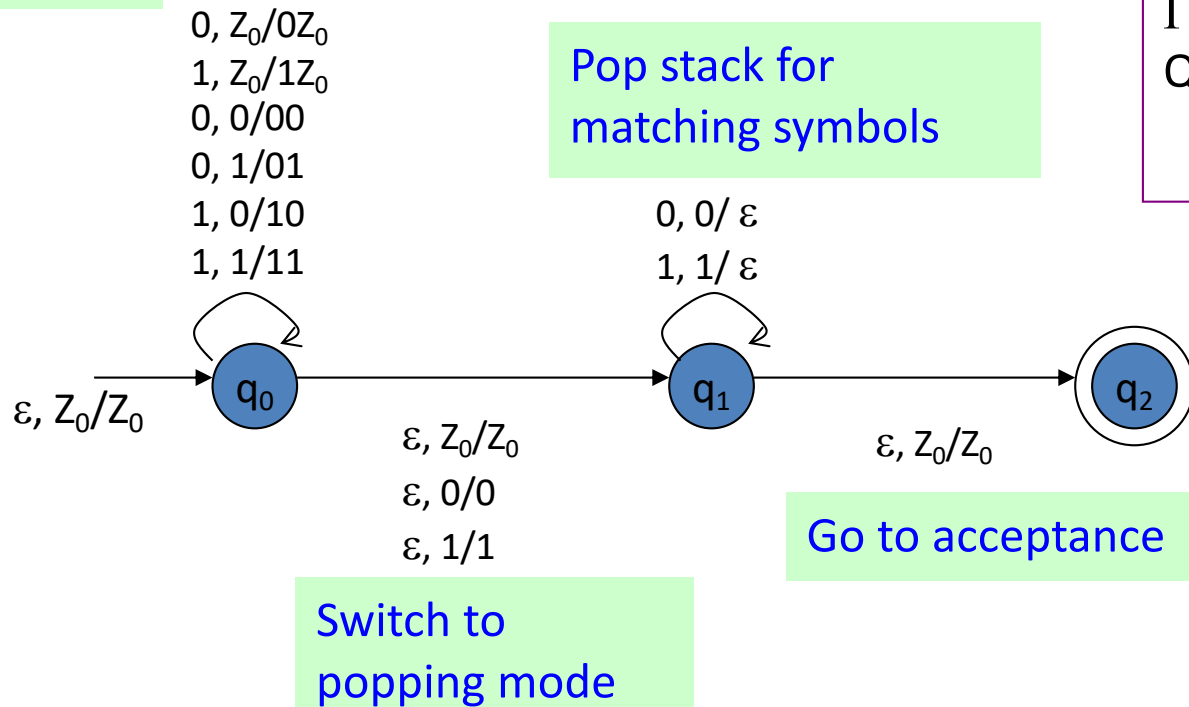 0, Z₀/0Z₀
1, Z₀/1Z₀
0, 0/00
0, 1/01
1, 0/10
1, 1/11
Pop stack for
matching symbols
0, 0/ ε
1, 1/ ε
q₀
q₁
q₂
ε, Z₀/Z₀
ε, Z₀/Z₀
ε, 0/0
ε, 1/1
ε, Z₀/Z₀
Go to acceptance
Switch to
popping mode